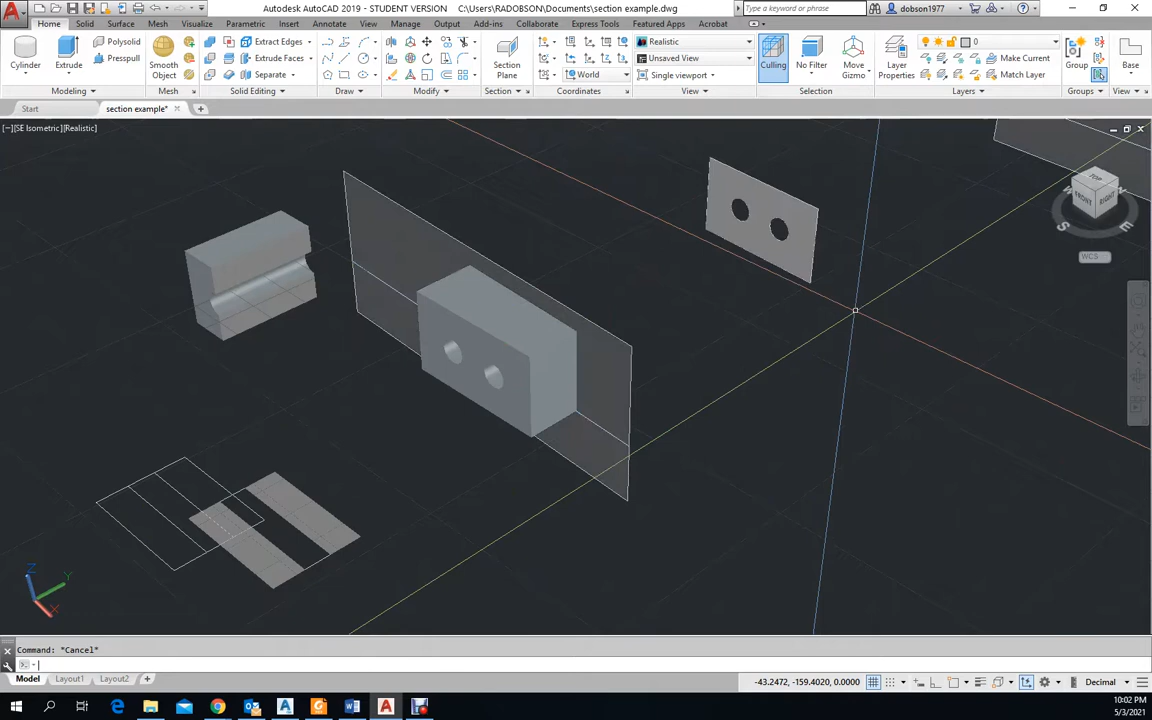 Autodesk AutoCAD 2019 - STUDENT VERSION C:\Users\RADOBSON\Documents\section example.dwg
Type a keyword or phrase
dobson1977
Home Solid Surface Mesh Visualize Parametric Insert Annotate View Manage Output Add-ins Collaborate Express Tools Featured Apps Acrobat
Cylinder Extrude Polysolid Presspull Smooth Object Extract Edges Extrude Faces Separate Section Plane World Realistic Unsaved View Single viewport Culling No Filter Move Gizmo Layer Properties 0 Make Current Match Layer Group Base
Modeling Mesh Solid Editing Draw Modify Section Coordinates View Selection Layers Groups View
Start section example*
[−][SE Isometric][Realistic]
TOP
FRONT RIGHT
S E
WCS
Z Y X
Command: *Cancel*
Model Layout1 Layout2
-43.2472, -159.4020, 0.0000 Decimal
10:02 PM
5/3/2021